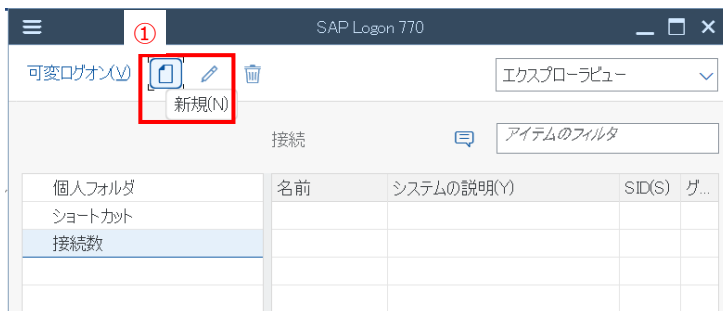 ①
SAP Logon 770
可変ログオン(V)
エクスプローラビュー
新規(N)
接続
アイテムのフィルタ
個人フォルダ
名前 システムの説明(Y) SID(S) グ...
ショートカット
接続数